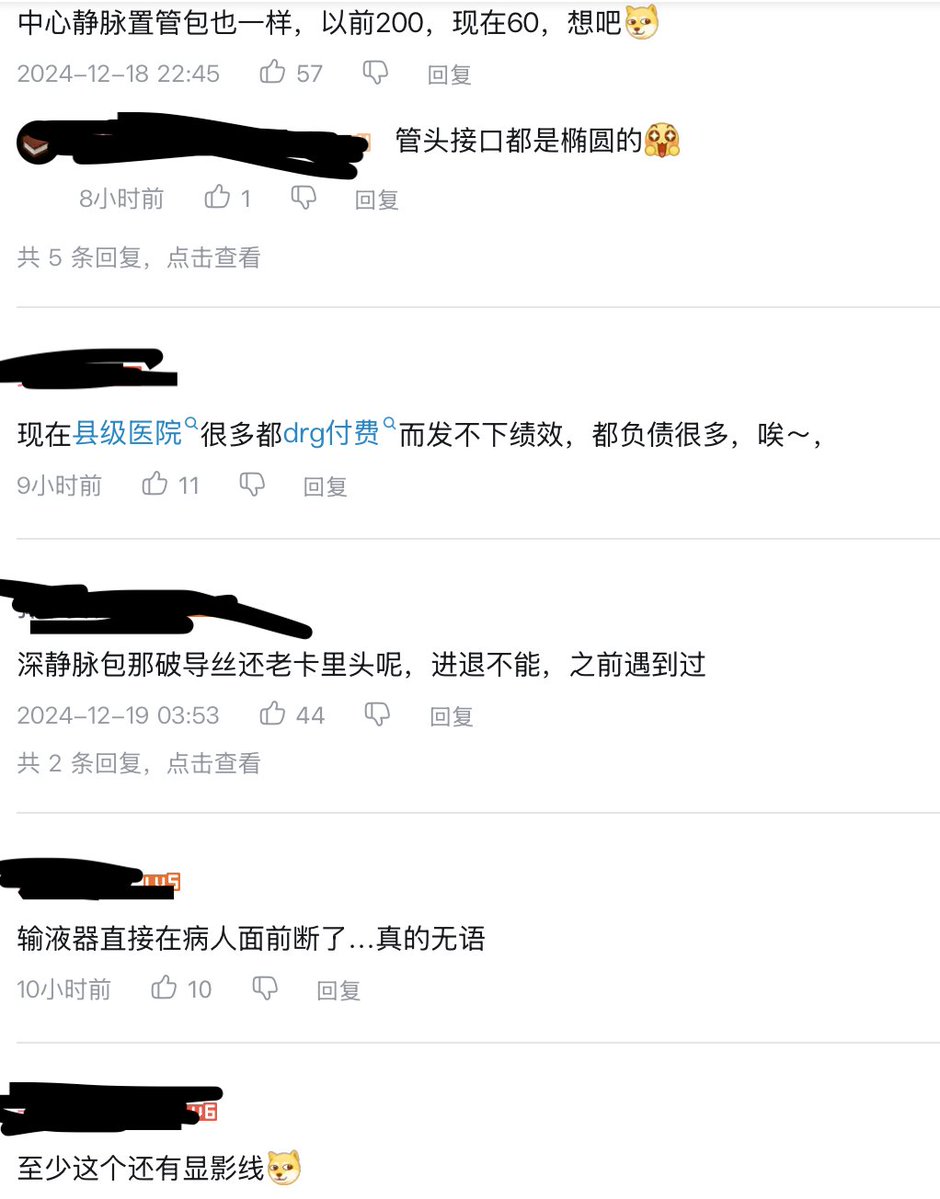 中心静脉置管包也一样，以前200，现在60，想吧
2024-12-18 22:45 57 回复
管头接口都是椭圆的
8小时前 1 回复
共 5 条回复，点击查看
现在县级医院很多都drg付费而发不下绩效，都负债很多，唉～，
9小时前 11 回复
深静脉包那破导丝还老卡里头呢，进退不能，之前遇到过
2024-12-19 03:53 44 回复
共 2 条回复，点击查看
LV5
输液器直接在病人面前断了…真的无语
10小时前 10 回复
至少这个还有显影线